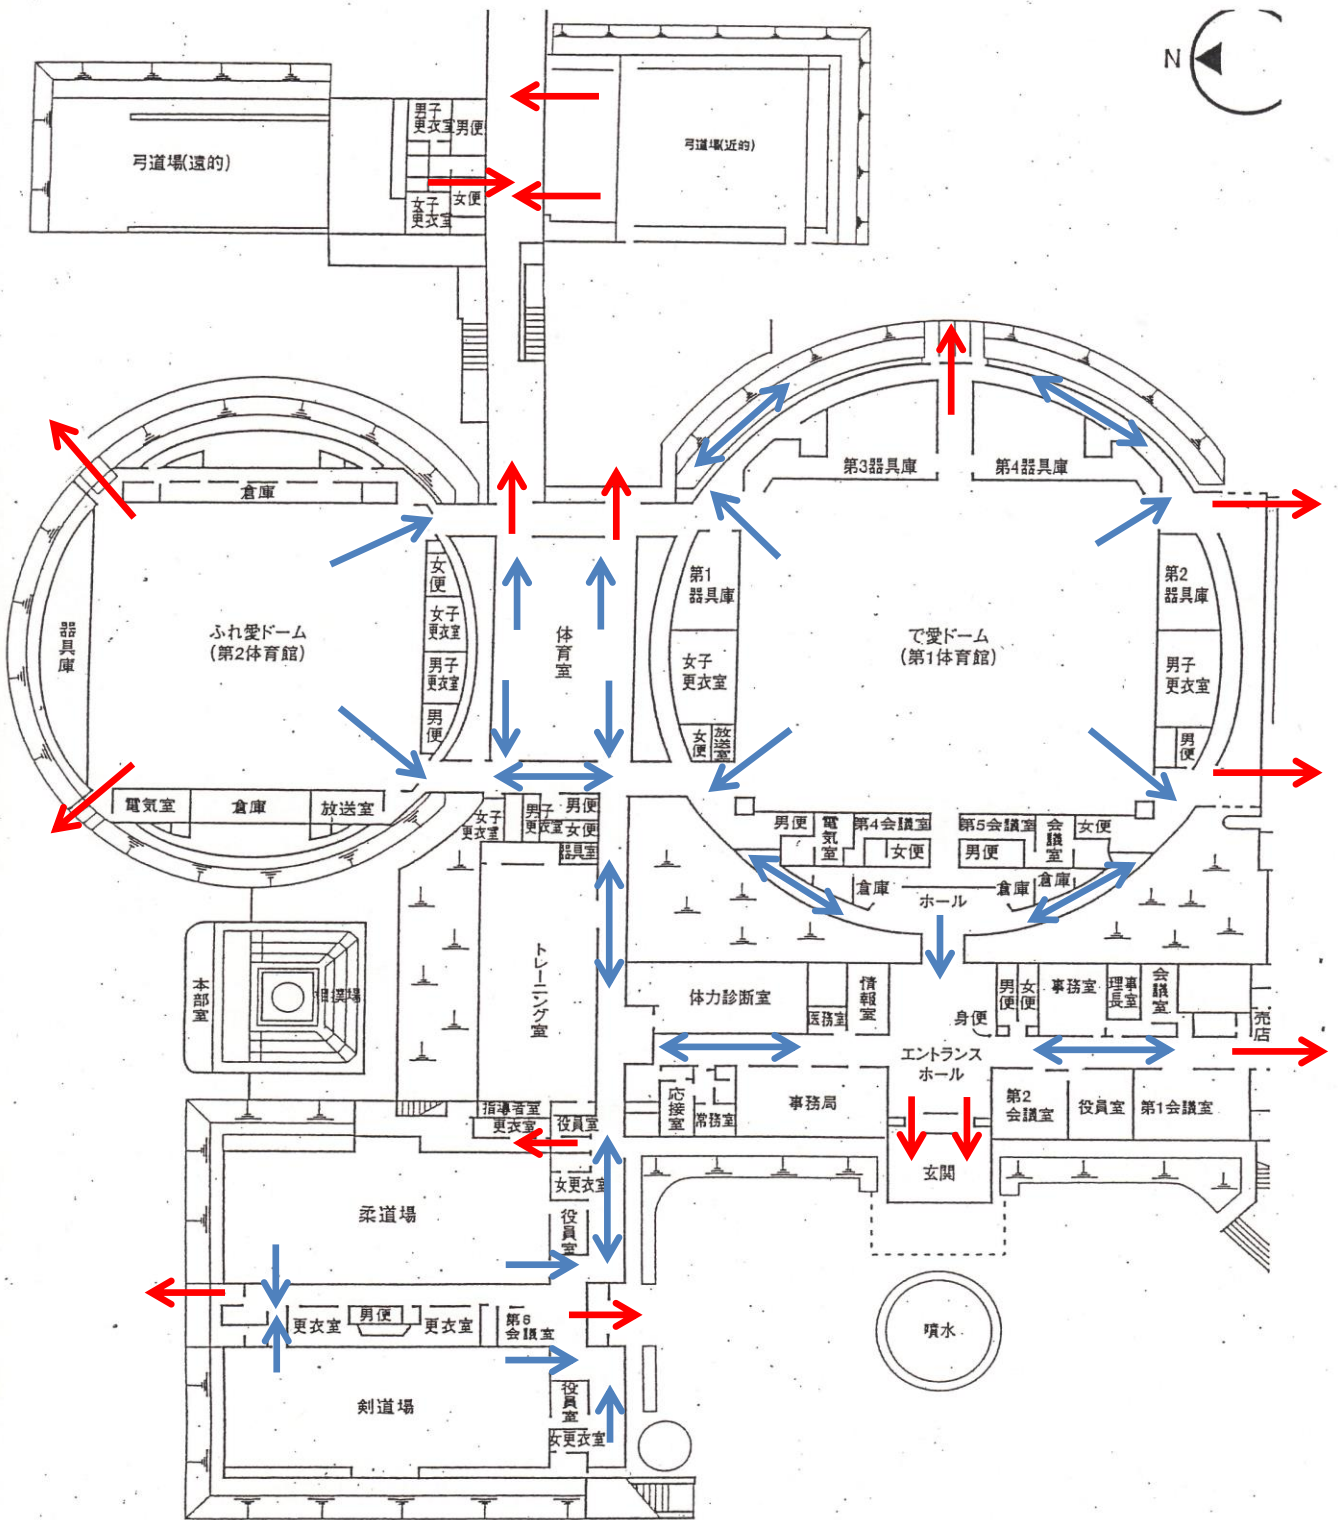 N
男子
更衣室
男便
弓道場(遠的)
弓道場(近的)
女子
更衣室
女便
倉庫
第3器具庫
第4器具庫
女便
女子
更衣室
男子
更衣室
男便
器具庫
ふれ愛ドーム
(第2体育館)
体育室
第1
器具庫
女子
更衣室
女便
放送室
で愛ドーム
(第1体育館)
第2
器具庫
男子
更衣室
男便
電気室
倉庫
放送室
女子
更衣室
男子
更衣室
男便
女便
器具室
男便
電気室
第4会議室
女便
第5会議室
男便
会議室
女便
倉庫
ホール
倉庫
倉庫
本部室
相撲場
トレーニング室
体力診断室
医務室
情報室
身便
男便
女便
事務室
理事長室
会議室
売店
エントランス
ホール
応接室
常務室
事務局
第2
会議室
役員室
第1会議室
指導者室
更衣室
役員室
玄関
女更衣室
柔道場
役員室
更衣室
男便
更衣室
第6
会議室
噴水
剣道場
役員室
女更衣室